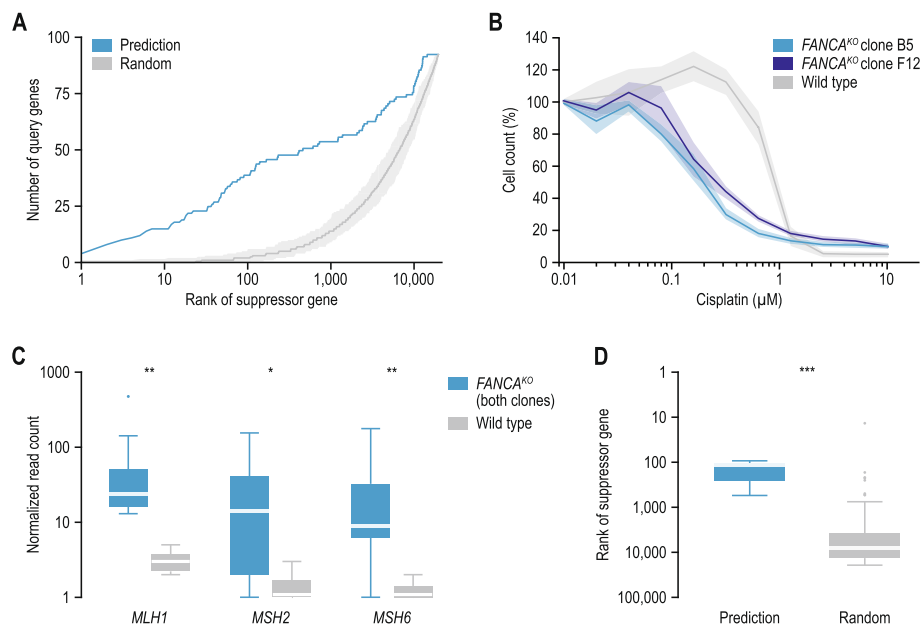 A
Prediction
Random
Number of query genes
100
75
50
25
0
1
10
100
1,000
10,000
Rank of suppressor gene
B
FANCA^KO clone B5
FANCA^KO clone F12
Wild type
Cell count (%)
140
120
100
80
60
40
20
0
0.01
0.1
1
10
Cisplatin (µM)
C
FANCA^KO
(both clones)
Wild type
Normalized read count
1000
100
10
1
**
*
**
MLH1
MSH2
MSH6
D
Rank of suppressor gene
1
10
100
1,000
10,000
100,000
***
Prediction
Random